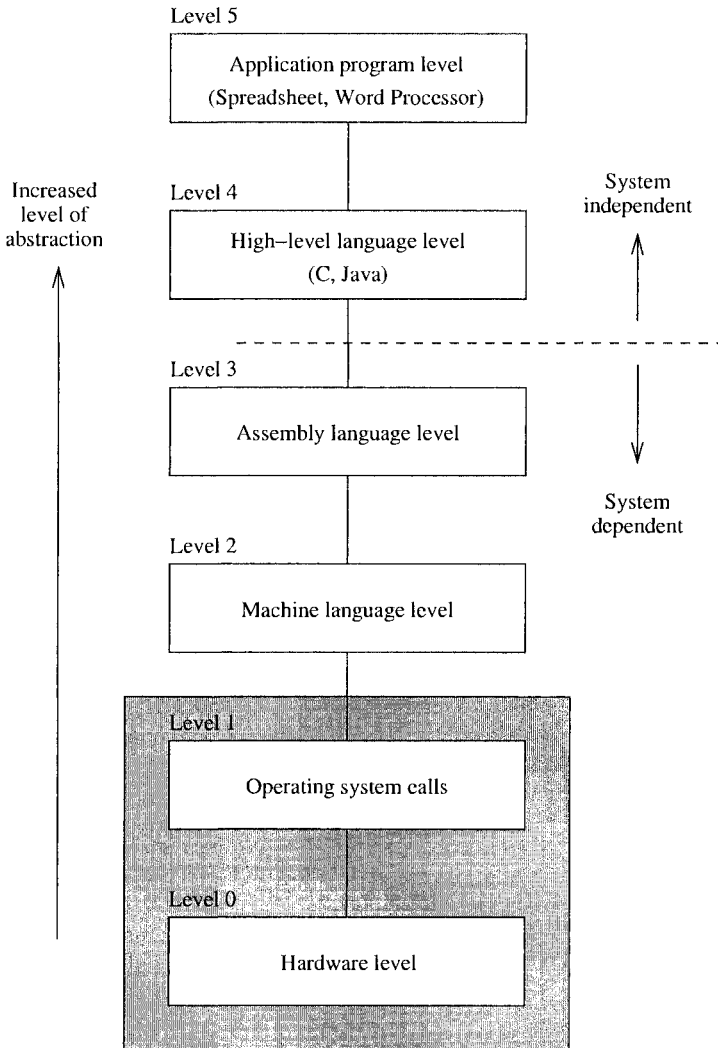 Level 5
Application program level
(Spreadsheet, Word Processor)
Increased
level of
abstraction
Level 4
High-level language level
(C, Java)
System
independent
Level 3
Assembly language level
System
dependent
Level 2
Machine language level
Level 1
Operating system calls
Level 0
Hardware level